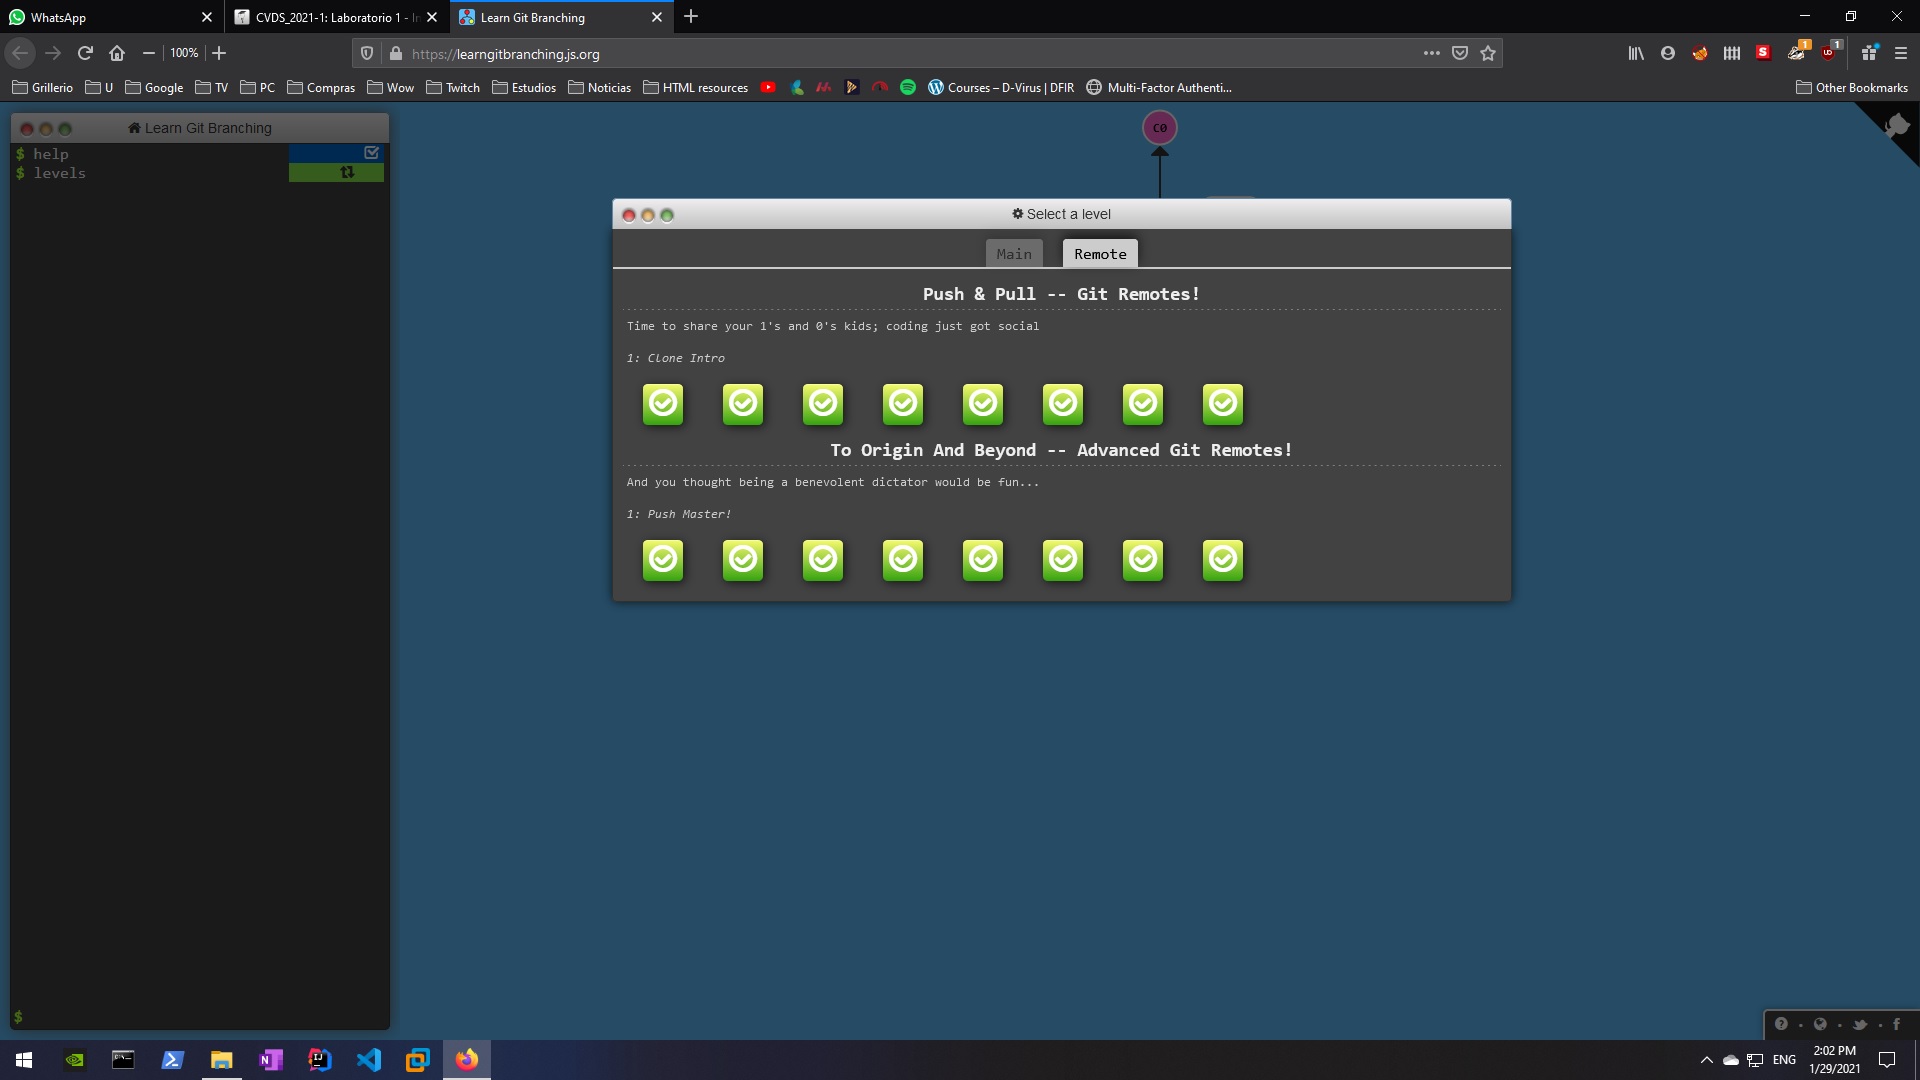 WhatsApp
CVDS_2021-1: Laboratorio 1 - In
Learn Git Branching
100%
https://learngitbranching.js.org
S
1
UD
1
Grillerio
U
Google
TV
PC
Compras
Wow
Twitch
Estudios
Noticias
HTML resources
Courses – D-Virus | DFIR
Multi-Factor Authenti...
Other Bookmarks
Learn Git Branching
$ help
$ levels
C0
Select a level
Main
Remote
Push & Pull -- Git Remotes!
Time to share your 1's and 0's kids; coding just got social
1: Clone Intro
To Origin And Beyond -- Advanced Git Remotes!
And you thought being a benevolent dictator would be fun...
1: Push Master!
$
ENG
2:02 PM
1/29/2021